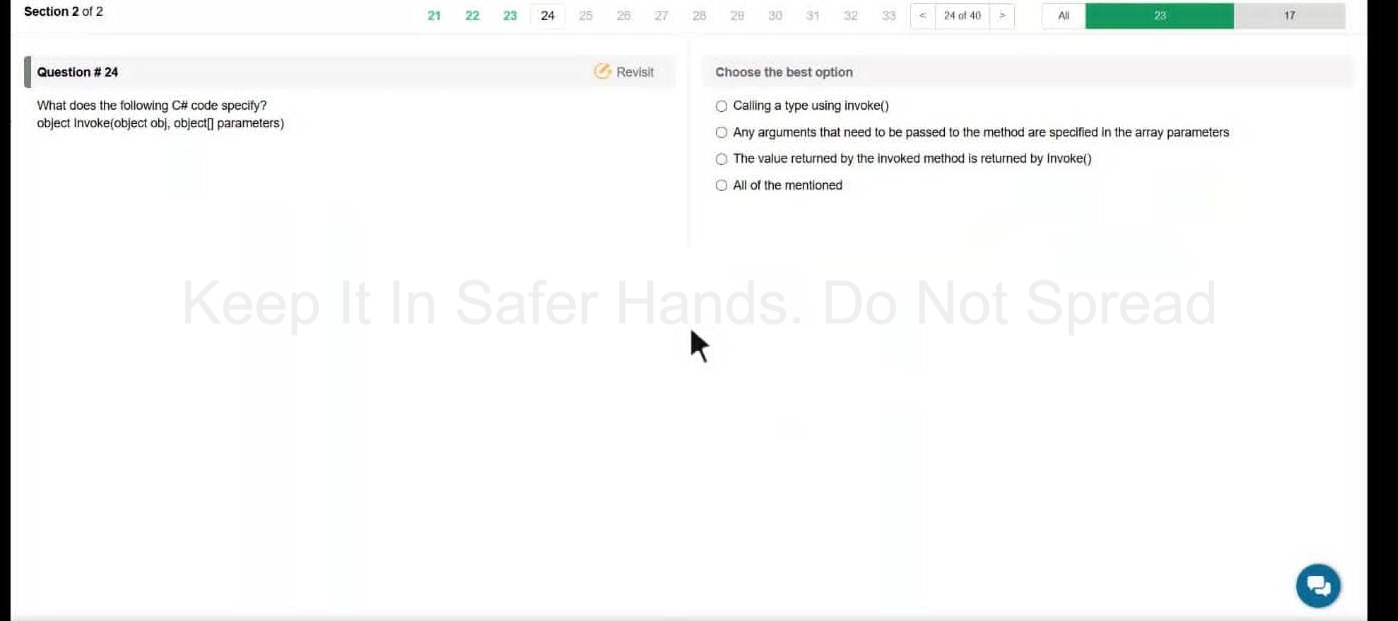 Section 2 of 2
21 22 23 24 25 26 27 28 29 30 31 32 33 < 24 of 40 > All 23 17
Question # 24
Revisit
What does the following C# code specify?
object Invoke(object obj, object[] parameters)
Choose the best option
Calling a type using invoke()
Any arguments that need to be passed to the method are specified in the array parameters
The value returned by the invoked method is returned by Invoke()
All of the mentioned
Keep It In Safer Hands. Do Not Spread